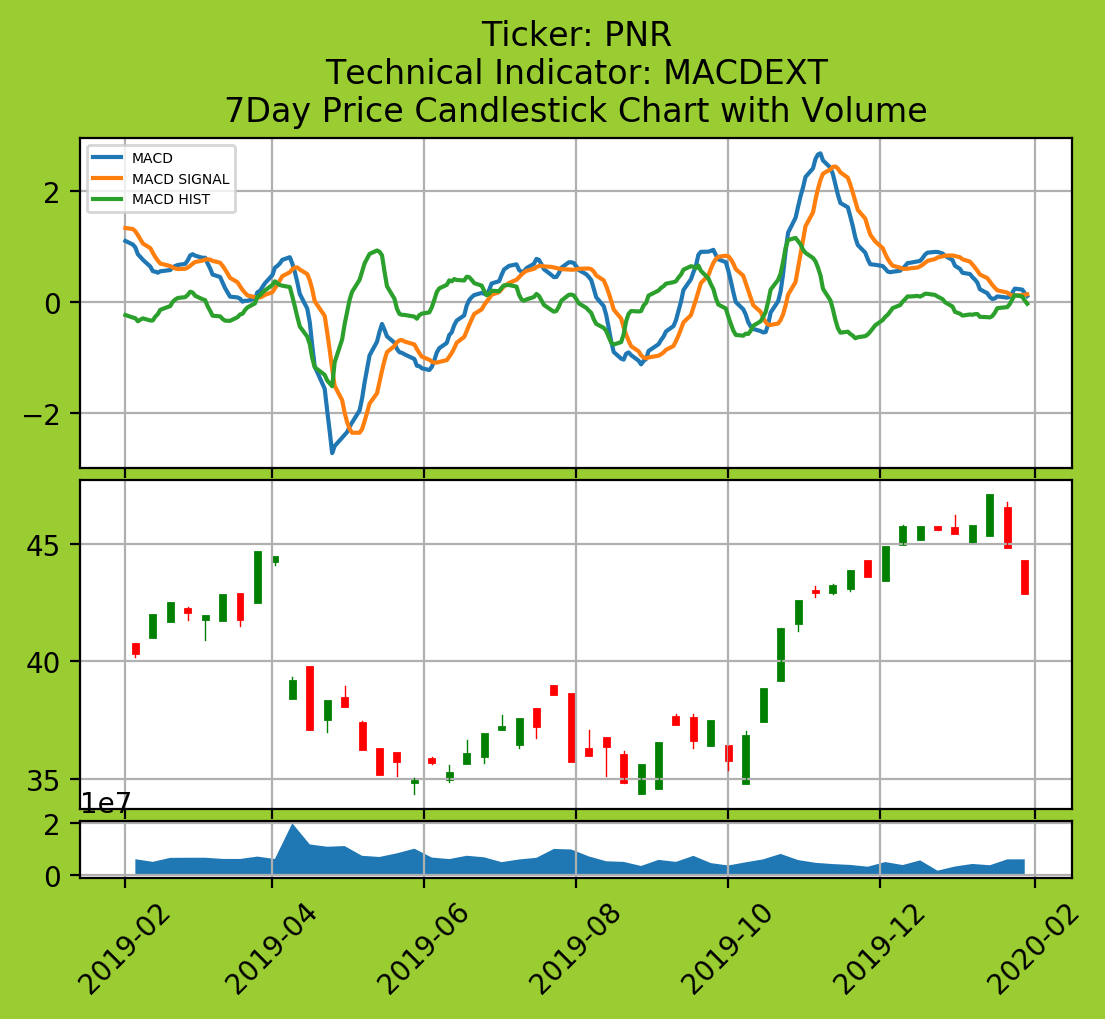 Ticker: PNR
Technical Indicator: MACDEXT
7Day Price Candlestick Chart with Volume
MACD
MACD SIGNAL
MACD HIST
2
0
−2
45
40
35
1e7
2
0
2019-02
2019-04
2019-06
2019-08
2019-10
2019-12
2020-02